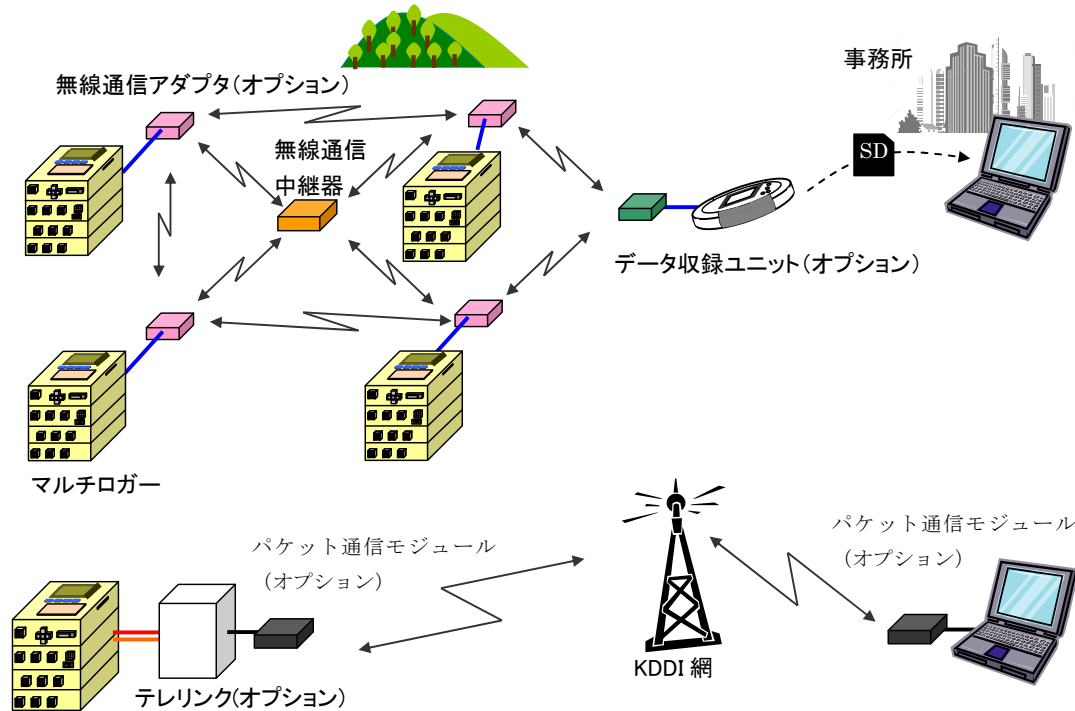 事務所
無線通信アダプタ(オプション)
無線通信
中継器
SD
データ収録ユニット(オプション)
マルチロガー
パケット通信モジュール
(オプション)
パケット通信モジュール
(オプション)
KDDI 網
テレリンク(オプション)